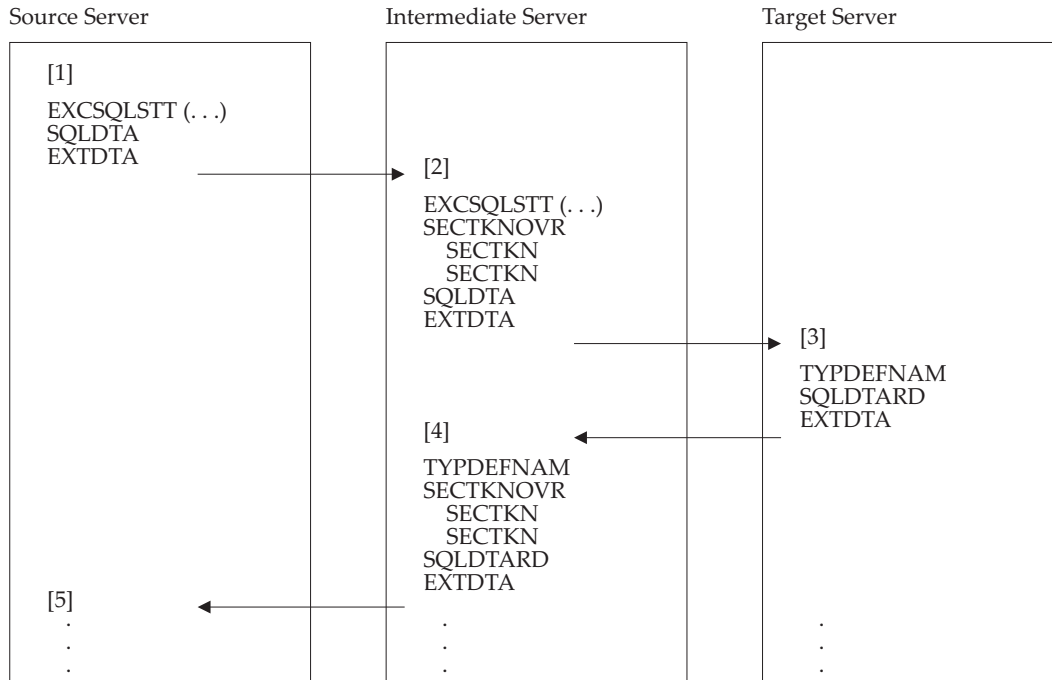 Source Server
Intermediate Server
Target Server
[1]
EXCSQLSTT (. . .)
SQLDTA
EXTDTA
[2]
EXCSQLSTT (. . .)
SECTKNOVR
SECTKN
SECTKN
SQLDTA
EXTDTA
[3]
TYPDEFNAM
SQLDTARD
EXTDTA
[4]
TYPDEFNAM
SECTKNOVR
SECTKN
SECTKN
SQLDTARD
EXTDTA
[5]
. . .
. . .
. . .